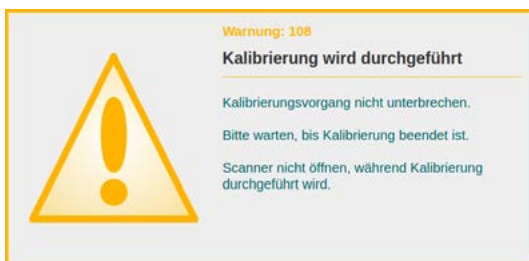 Warnung: 108
Kalibrierung wird durchgeführt
Kalibrierungsvorgang nicht unterbrechen.
Bitte warten, bis Kalibrierung beendet ist.
Scanner nicht öffnen, während Kalibrierung
durchgeführt wird.